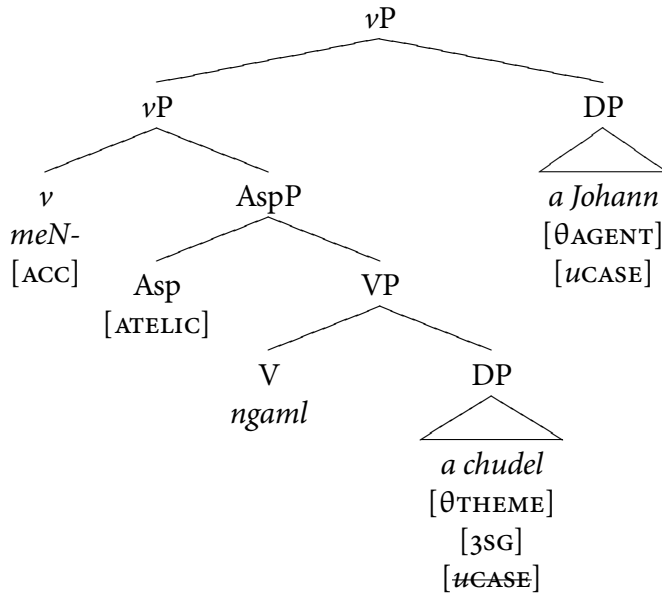 vP
vP DP
v AspP a Johann
meN- [θAGENT]
[ACC] Asp VP [uCASE]
[ATELIC]
V DP
ngaml
a chudel
[θTHEME]
[3SG]
[uCASE]